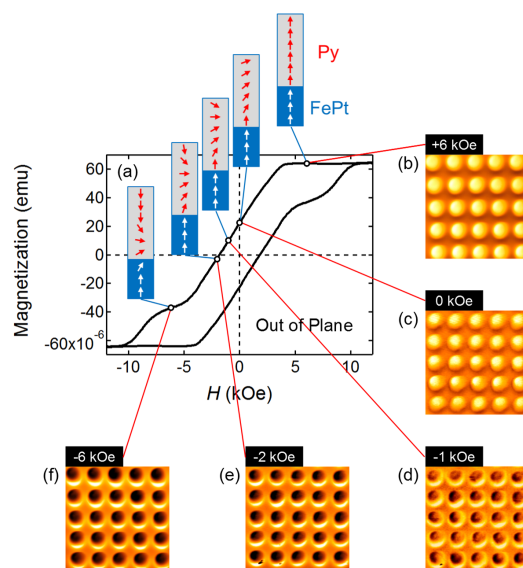 Py
FePt
(a)
Magnetization (emu)
60
40
20
0
-20
-40
-60x10⁻⁶
-10
-5
0
5
10
H (kOe)
Out of Plane
+6 kOe
(b)
0 kOe
(c)
-6 kOe
(f)
-2 kOe
(e)
-1 kOe
(d)